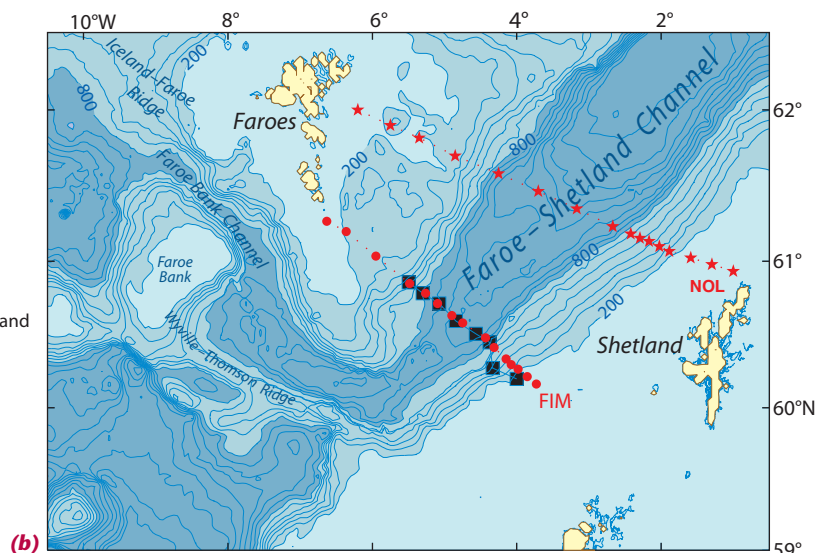 10°W 8° 6° 4° 2°
Iceland-Faroe
Ridge
200
800
Faroes
62°
Faroe-Shetland Channel
800
200
Faroe Bank Channel
Faroe
Bank
61°
800
200
NOL
land
Wyville-Thomson Ridge
Shetland
FIM
60°N
(b)
59°